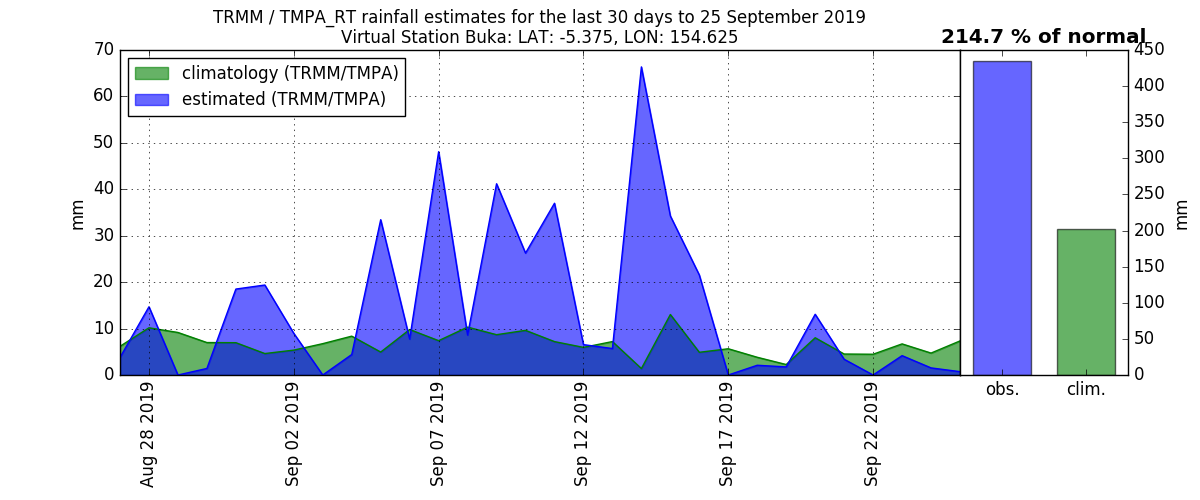 TRMM / TMPA_RT rainfall estimates for the last 30 days to 25 September 2019
Virtual Station Buka: LAT: -5.375, LON: 154.625
214.7 % of normal
climatology (TRMM/TMPA)
estimated (TRMM/TMPA)
70
60
50
40
30
20
10
0
mm
Aug 28 2019
Sep 02 2019
Sep 07 2019
Sep 12 2019
Sep 17 2019
Sep 22 2019
450
400
350
300
250
200
150
100
50
0
mm
obs.
clim.